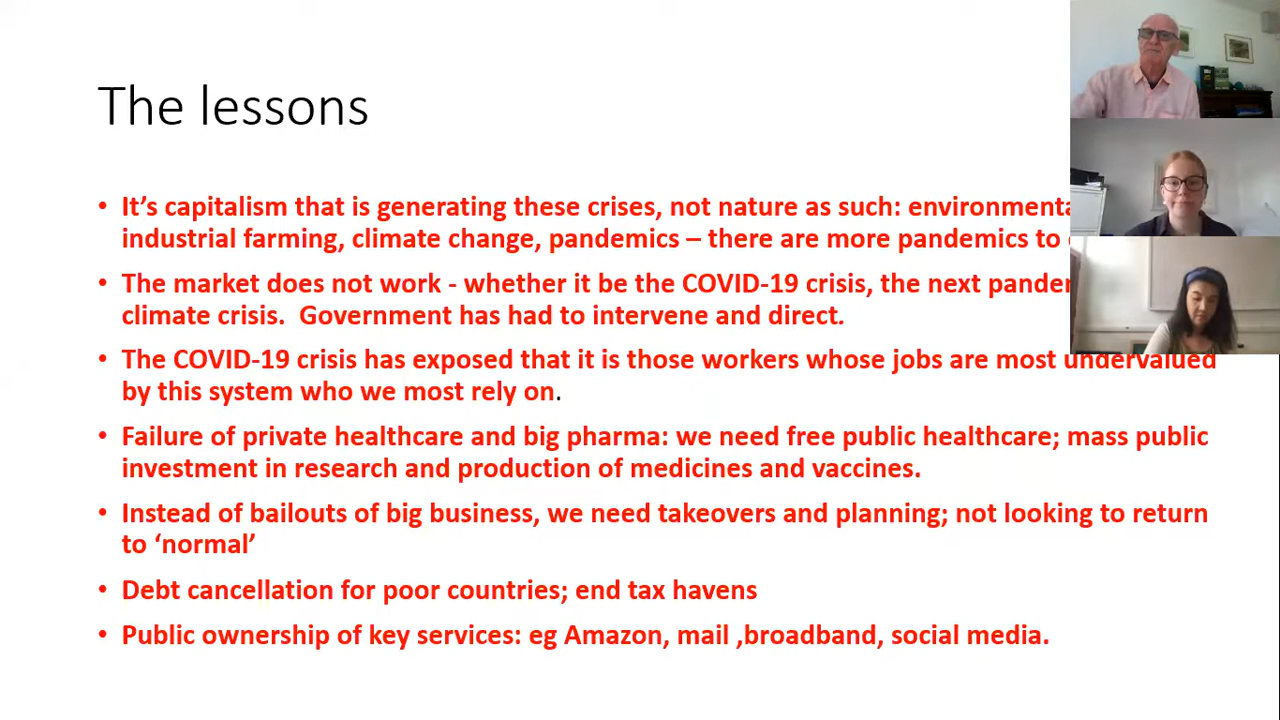 The lessons
• It’s capitalism that is generating these crises, not nature as such:
industrial farming, climate change, pandemics – there are more pandemics to
• The market does not work - whether it be the COVID-19 crisis, the next
climate crisis.  Government has had to intervene and direct.
• The COVID-19 crisis has exposed that it is those workers whose jobs are most undervalued
by this system who we most rely on.
• Failure of private healthcare and big pharma: we need free public healthcare; mass public
investment in research and production of medicines and vaccines.
• Instead of bailouts of big business, we need takeovers and planning; not looking to return
to ‘normal’
• Debt cancellation for poor countries; end tax havens
• Public ownership of key services: eg Amazon, mail ,broadband, social media.